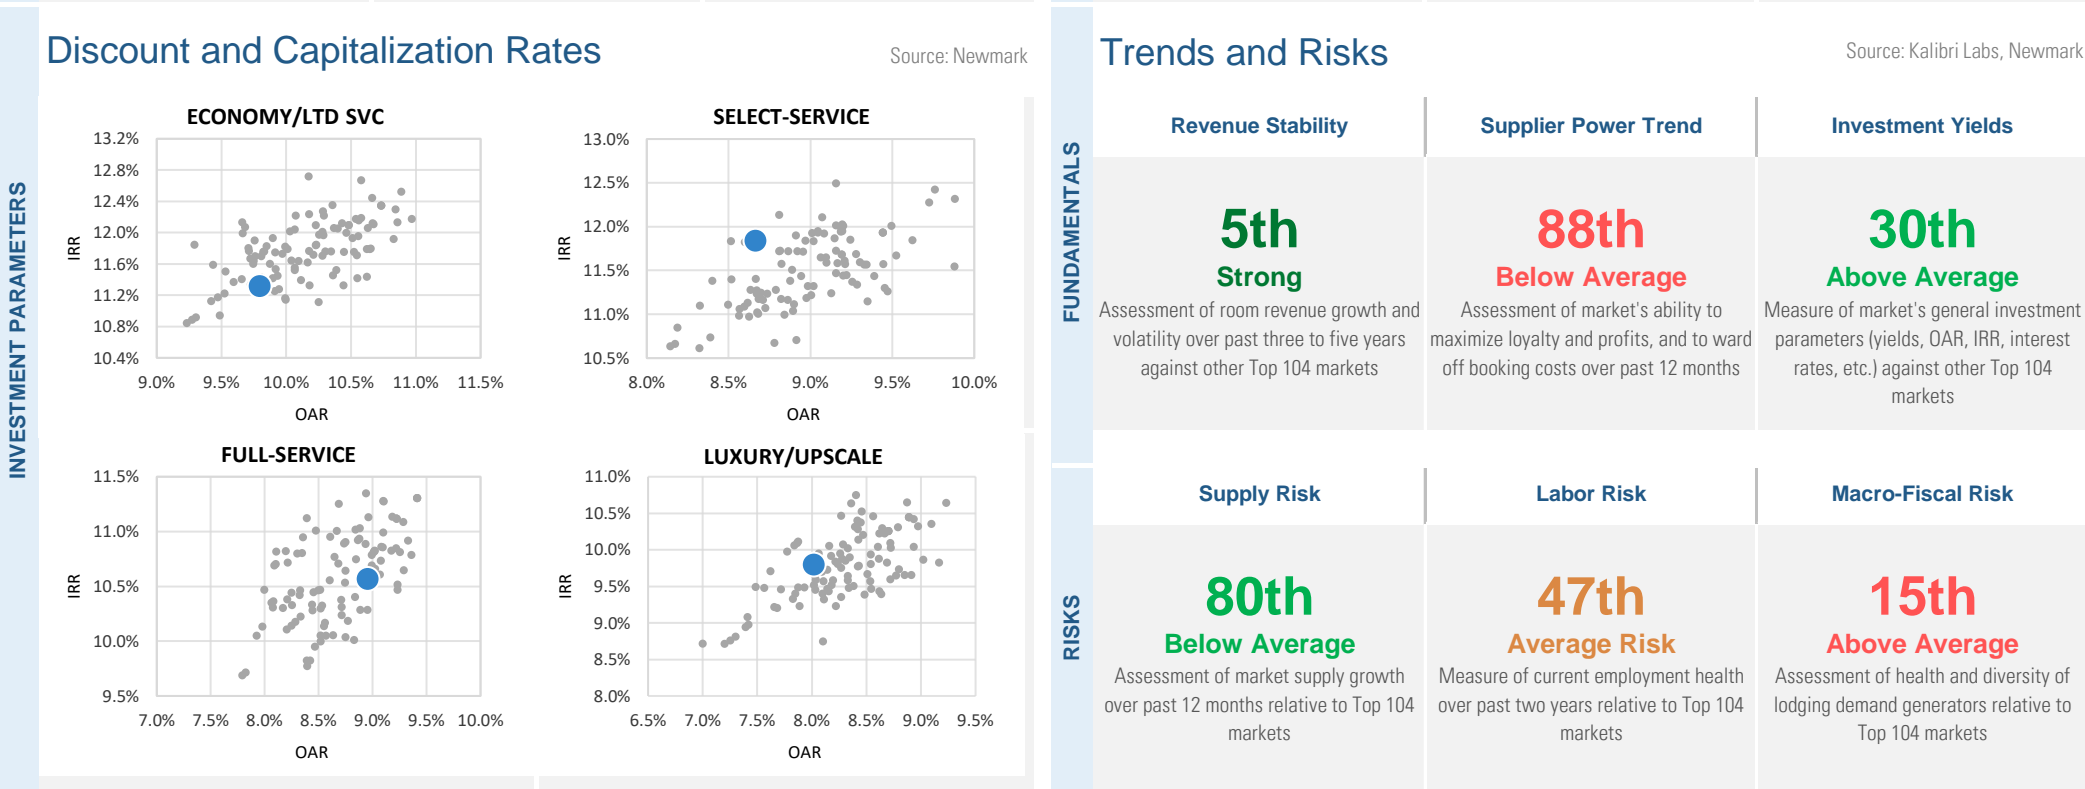 INVESTMENT PARAMETERS
Discount and Capitalization Rates
Source: Newmark
ECONOMY/LTD SVC
13.2%
12.8%
12.4%
12.0%
11.6%
11.2%
10.8%
10.4%
IRR
9.0% 9.5% 10.0% 10.5% 11.0% 11.5%
OAR
SELECT-SERVICE
13.0%
12.5%
12.0%
11.5%
11.0%
10.5%
IRR
8.0% 8.5% 9.0% 9.5% 10.0%
OAR
FULL-SERVICE
11.5%
11.0%
10.5%
10.0%
9.5%
IRR
7.0% 7.5% 8.0% 8.5% 9.0% 9.5% 10.0%
OAR
LUXURY/UPSCALE
11.0%
10.5%
10.0%
9.5%
9.0%
8.5%
8.0%
IRR
6.5% 7.0% 7.5% 8.0% 8.5% 9.0% 9.5%
OAR
Trends and Risks
Source: Kalibri Labs, Newmark
FUNDAMENTALS
Revenue Stability
5th
Strong
Assessment of room revenue growth and
volatility over past three to five years
against other Top 104 markets
Supplier Power Trend
88th
Below Average
Assessment of market's ability to
maximize loyalty and profits, and to ward
off booking costs over past 12 months
Investment Yields
30th
Above Average
Measure of market's general investment
parameters (yields, OAR, IRR, interest
rates, etc.) against other Top 104
markets
RISKS
Supply Risk
80th
Below Average
Assessment of market supply growth
over past 12 months relative to Top 104
markets
Labor Risk
47th
Average Risk
Measure of current employment health
over past two years relative to Top 104
markets
Macro-Fiscal Risk
15th
Above Average
Assessment of health and diversity of
lodging demand generators relative to
Top 104 markets